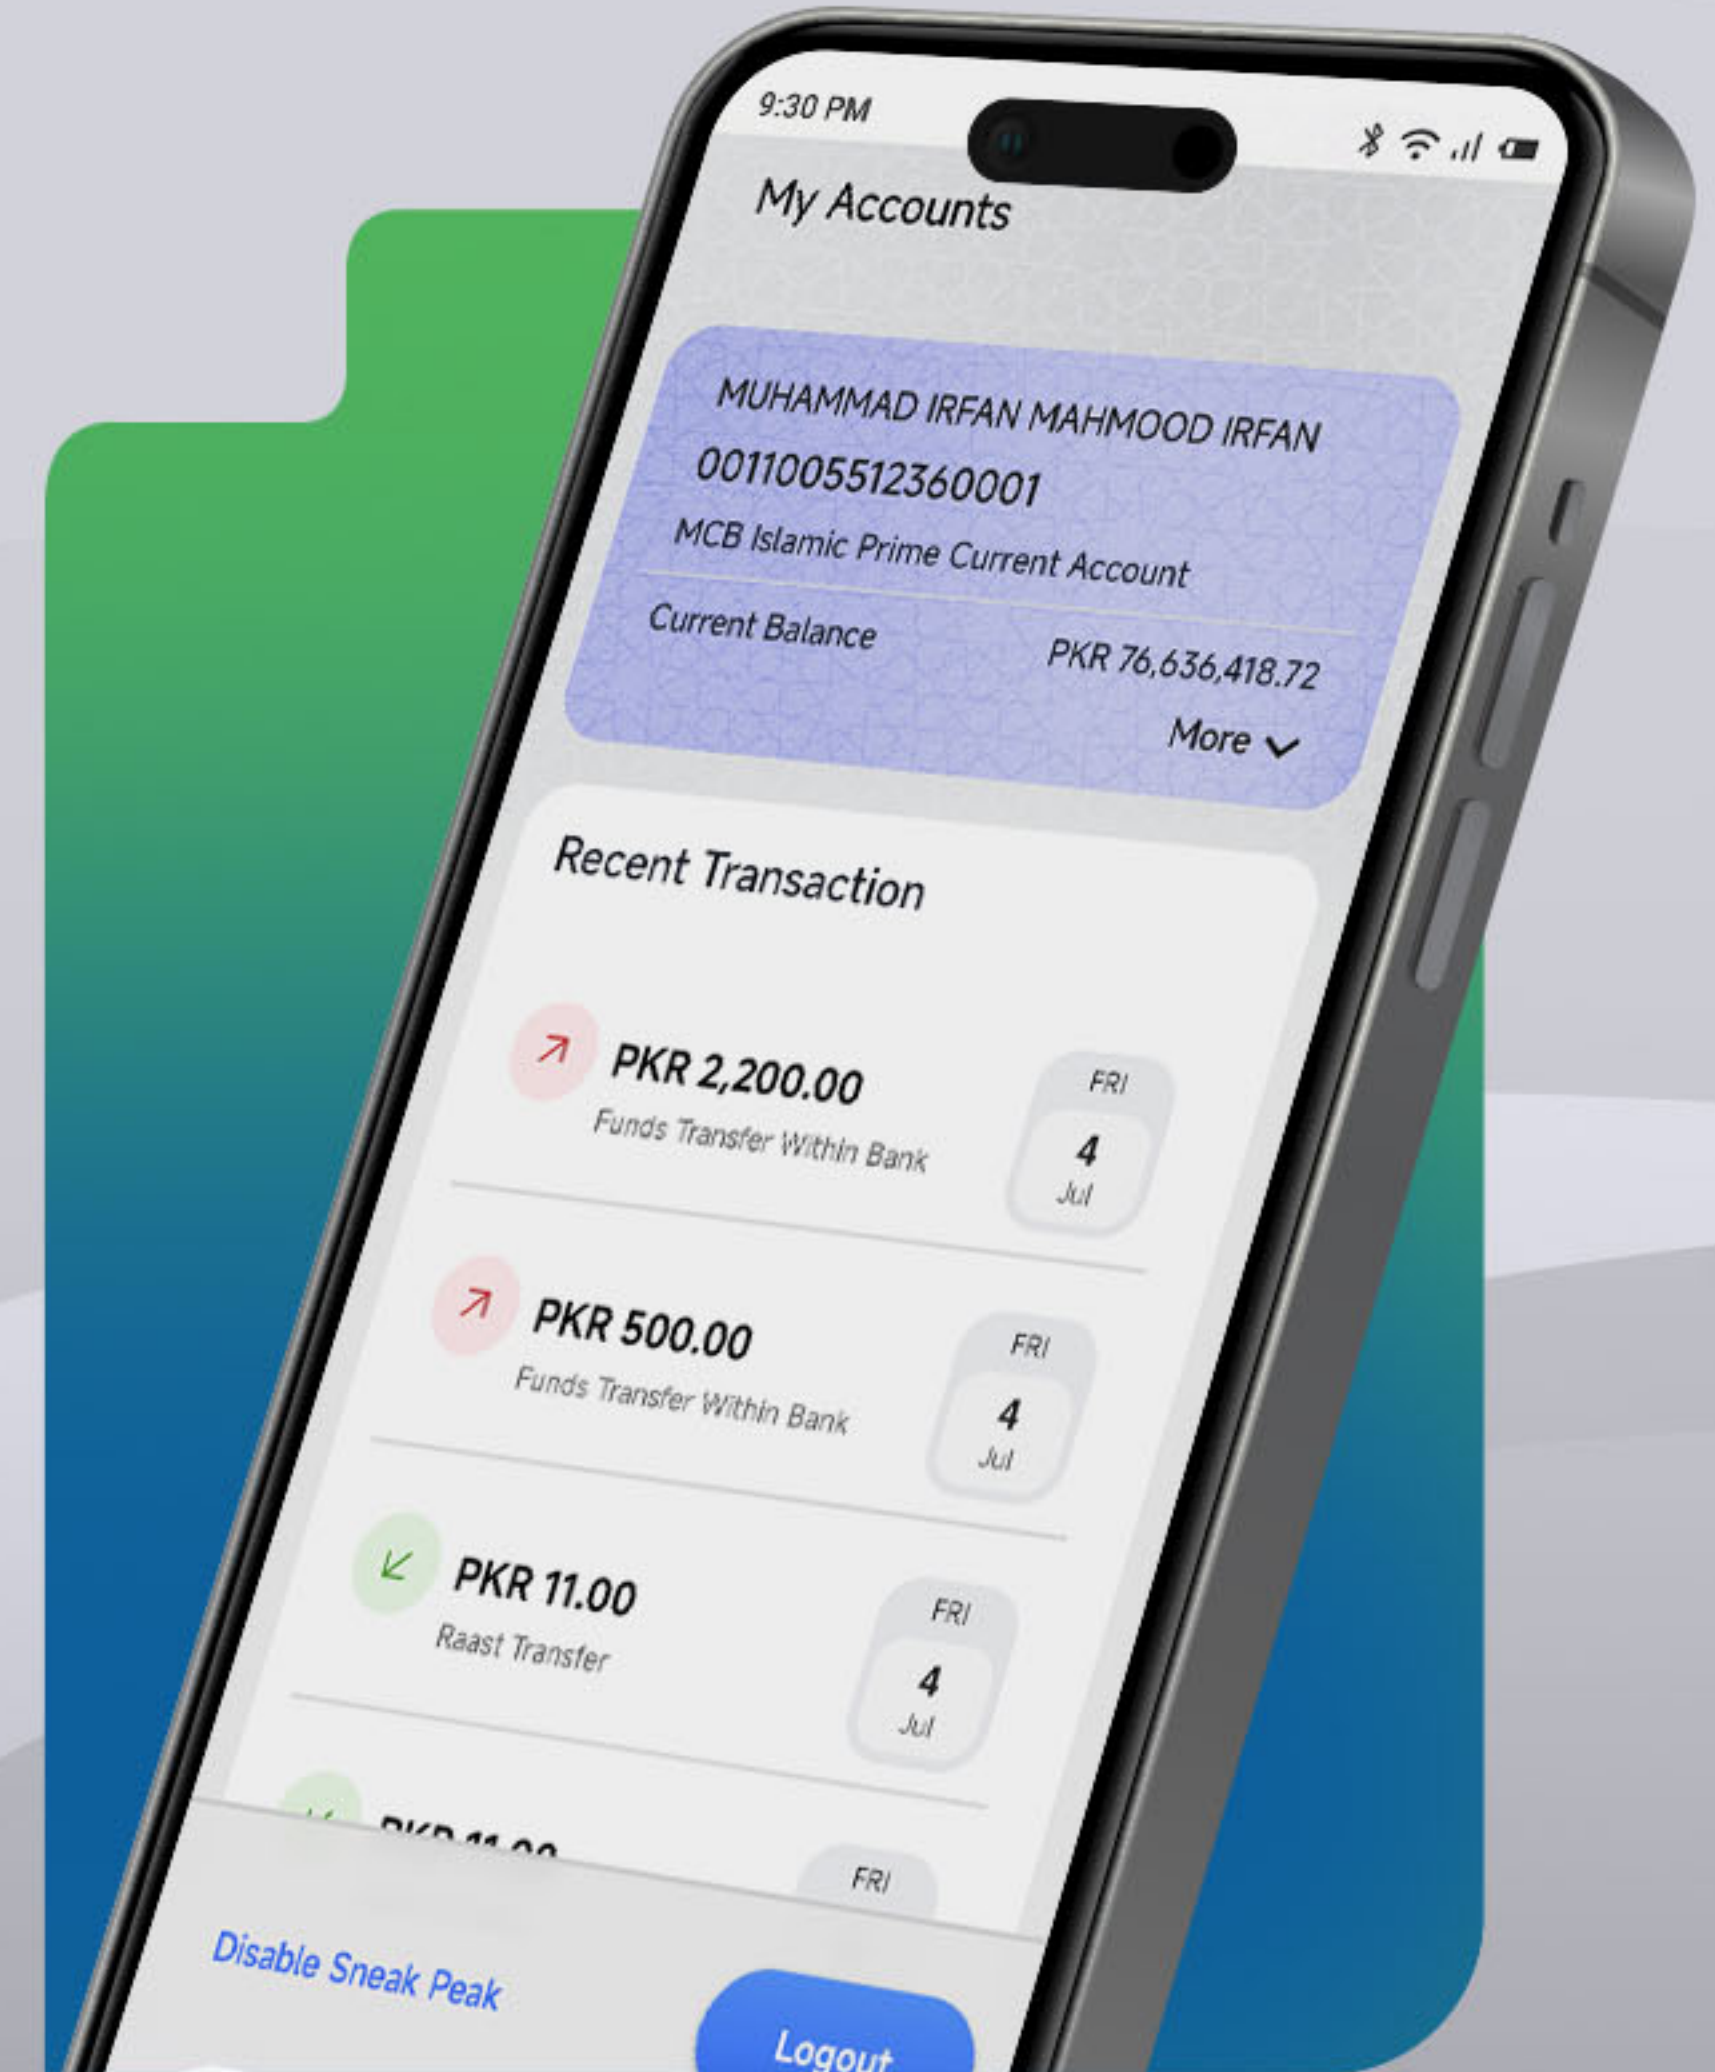 9:30 PM
My Accounts
MUHAMMAD IRFAN MAHMOOD IRFAN
0011005512360001
MCB Islamic Prime Current Account
Current Balance
PKR 76,636,418.72
More
Recent Transaction
PKR 2,200.00
Funds Transfer Within Bank
FRI
4
Jul
PKR 500.00
Funds Transfer Within Bank
FRI
4
Jul
PKR 11.00
Raast Transfer
FRI
4
Jul
PKR 11.00
FRI
Disable Sneak Peak
Logout